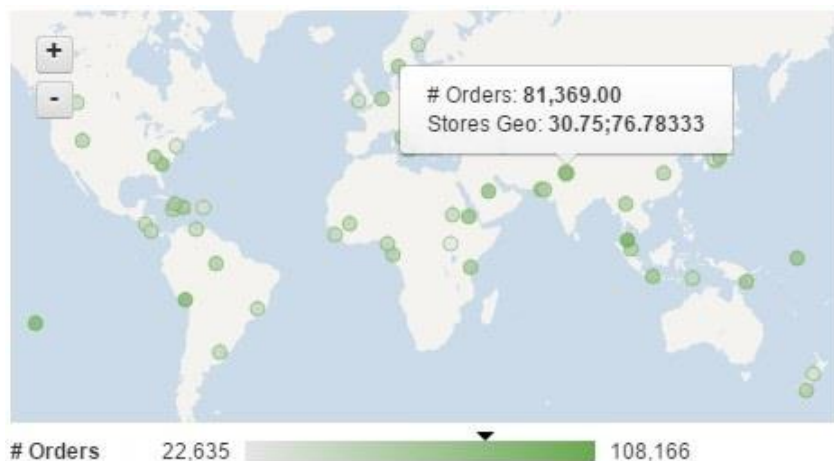 +
-
# Orders: 81,369.00
Stores Geo: 30.75;76.78333
# Orders 22,635 108,166